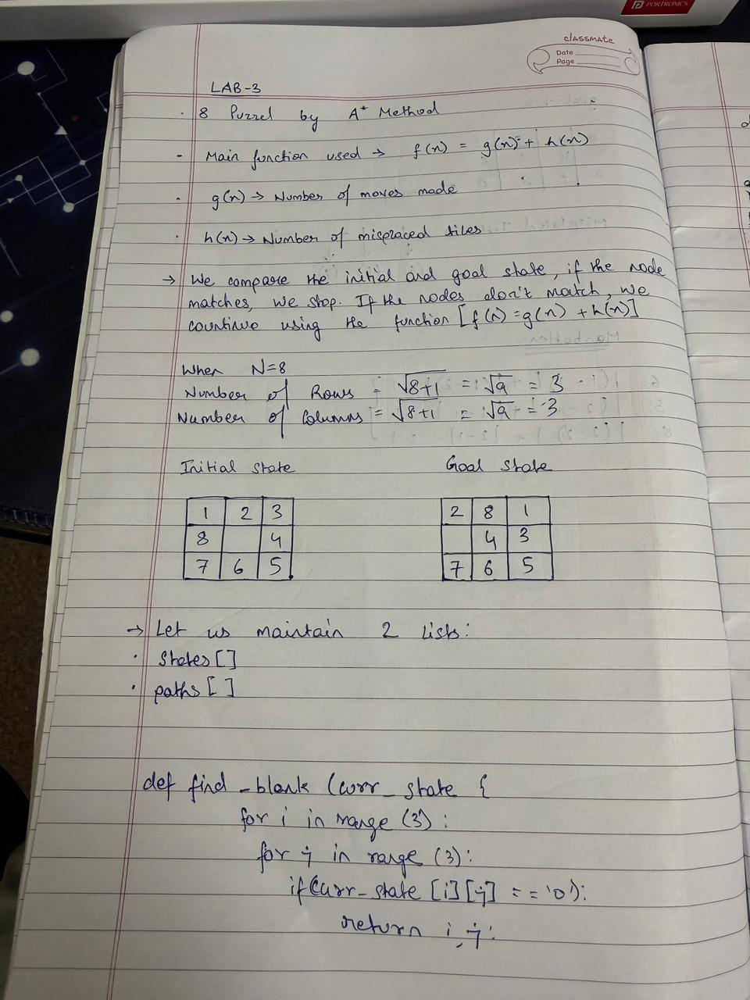 PORTRONICS
classmate
Date
Page
LAB-3
· 8 Puzzel by A* Method
- Main function used → f(n) = g(n) + h(n)
· g(n) → Number of moves made
· h(n) → Number of misplaced tiles
→ We compare the initial and goal state, if the node
matches, we stop. If the nodes don't match, we
countinue using the function [f(n) = g(n) + h(n)]
When N=8
Number of Rows = √8+1 = √9 = 3
Number of Columns = √8+1 = √9 = 3
Initial State Goal State
1 2 3 2 8 1
8 4 4 3
7 6 5 7 6 5
→ Let us maintain 2 lists:
· States [ ]
· paths [ ]
def find_blank (curr_state {
for i in range (3):
for j in range (3):
if (curr_state [i][j] == '0'):
return i, j: